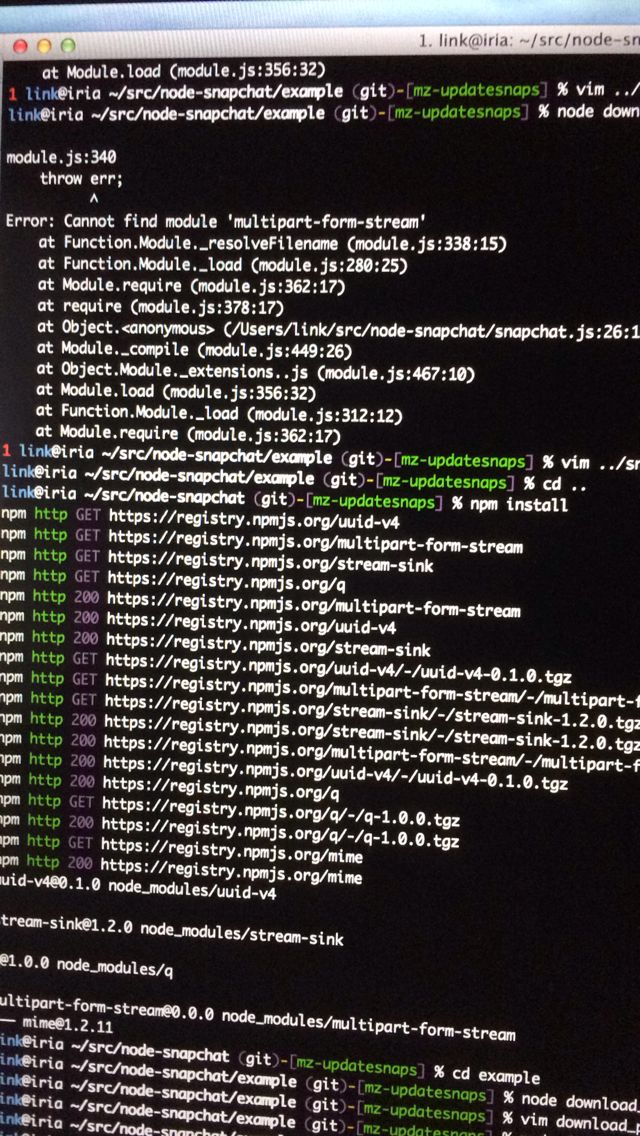 1. link@iria: ~/src/node-sn
at Module.load (module.js:356:32)
1 link@iria ~/src/node-snapchat/example (git)-[mz-updatesnaps] % vim ../
link@iria ~/src/node-snapchat/example (git)-[mz-updatesnaps] % node down
module.js:340
throw err;
^
Error: Cannot find module 'multipart-form-stream'
at Function.Module._resolveFilename (module.js:338:15)
at Function.Module._load (module.js:280:25)
at Module.require (module.js:362:17)
at require (module.js:378:17)
at Object.<anonymous> (/Users/link/src/node-snapchat/snapchat.js:26:1
at Module._compile (module.js:449:26)
at Object.Module._extensions..js (module.js:467:10)
at Module.load (module.js:356:32)
at Function.Module._load (module.js:312:12)
at Module.require (module.js:362:17)
1 link@iria ~/src/node-snapchat/example (git)-[mz-updatesnaps] % vim ../sn
link@iria ~/src/node-snapchat/example (git)-[mz-updatesnaps] % cd ..
link@iria ~/src/node-snapchat (git)-[mz-updatesnaps] % npm install
npm http GET https://registry.npmjs.org/uuid-v4
npm http GET https://registry.npmjs.org/multipart-form-stream
npm http GET https://registry.npmjs.org/stream-sink
npm http GET https://registry.npmjs.org/q
npm http 200 https://registry.npmjs.org/multipart-form-stream
npm http 200 https://registry.npmjs.org/uuid-v4
npm http 200 https://registry.npmjs.org/stream-sink
npm http GET https://registry.npmjs.org/uuid-v4/-/uuid-v4-0.1.0.tgz
npm http GET https://registry.npmjs.org/multipart-form-stream/-/multipart-f
npm http GET https://registry.npmjs.org/stream-sink/-/stream-sink-1.2.0.tgz
npm http 200 https://registry.npmjs.org/stream-sink/-/stream-sink-1.2.0.tgz
npm http 200 https://registry.npmjs.org/multipart-form-stream/-/multipart-f
npm http 200 https://registry.npmjs.org/uuid-v4/-/uuid-v4-0.1.0.tgz
npm http 200 https://registry.npmjs.org/q
npm http GET https://registry.npmjs.org/q/-/q-1.0.0.tgz
npm http 200 https://registry.npmjs.org/q/-/q-1.0.0.tgz
npm http GET https://registry.npmjs.org/mime
npm http 200 https://registry.npmjs.org/mime
uuid-v4@0.1.0 node_modules/uuid-v4
tream-sink@1.2.0 node_modules/stream-sink
@1.0.0 node_modules/q
ultipart-form-stream@0.0.0 node_modules/multipart-form-stream
── mime@1.2.11
ink@iria ~/src/node-snapchat (git)-[mz-updatesnaps] % cd example
ink@iria ~/src/node-snapchat/example (git)-[mz-updatesnaps] % node download_
ink@iria ~/src/node-snapchat/example (git)-[mz-updatesnaps] % vim download_
ink@iria ~/src/node-snapchat/example (git)-[mz-updatesnaps] %